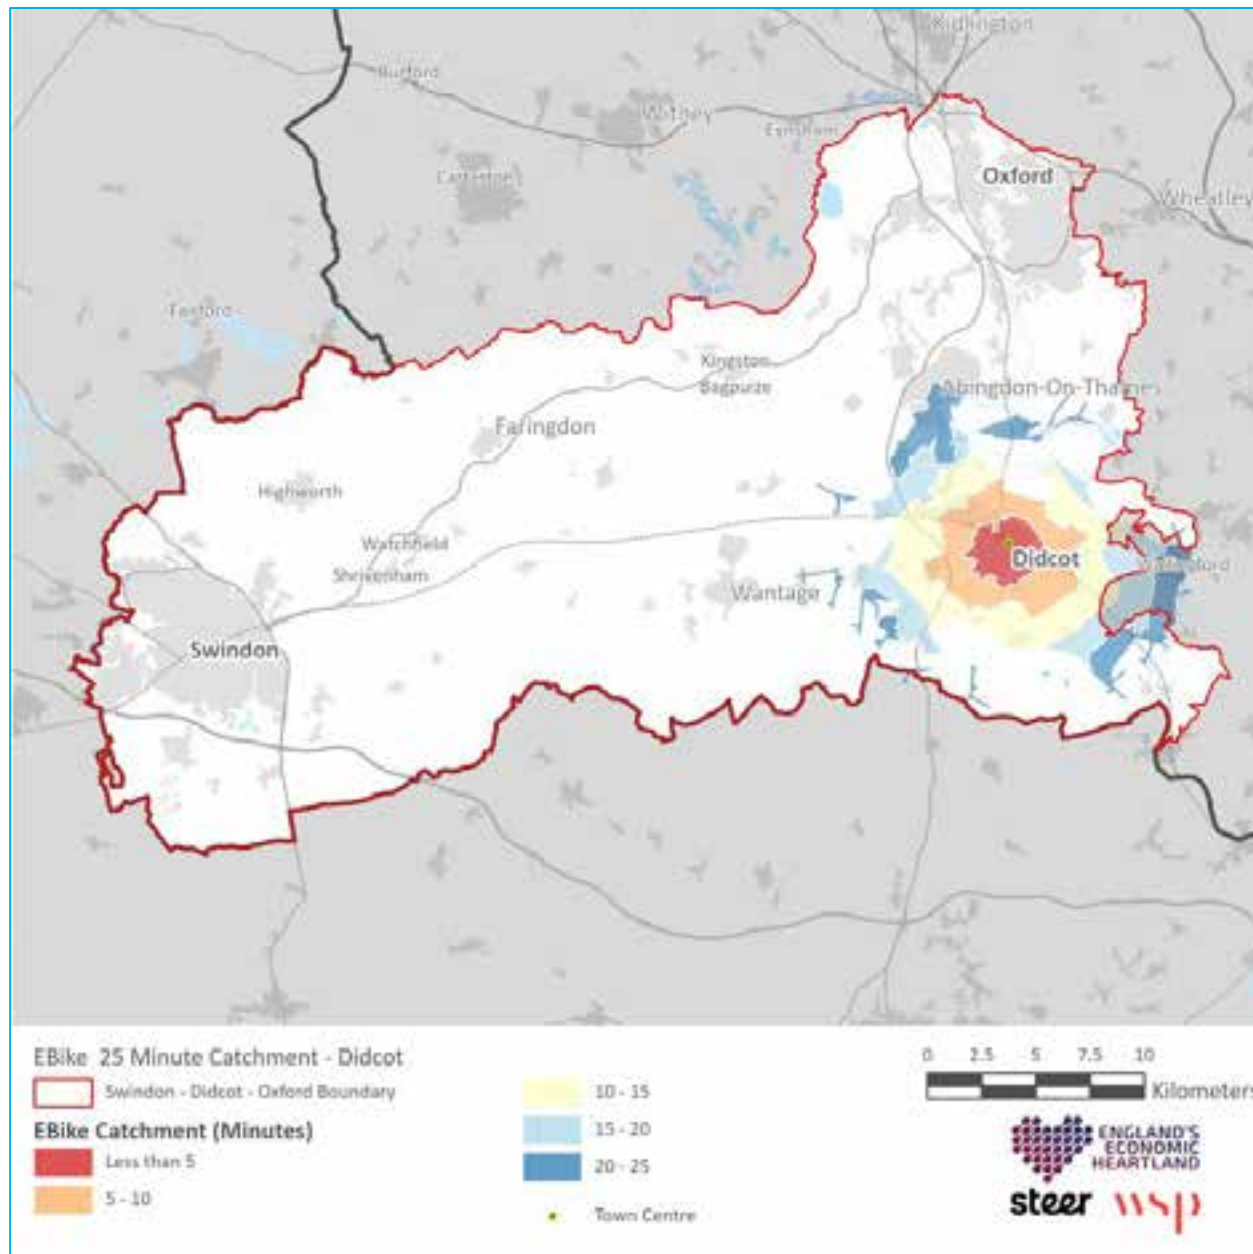 Kidlington
Burford
Witney
Eynsham
Carterton
Oxford
Wheatley
Fairford
Kingston
Bagpuize
Abingdon-On-Thames
Faringdon
Highworth
Watchfield
Shrivenham
Didcot
Wallingford
Wantage
Swindon
EBike 25 Minute Catchment - Didcot
Swindon - Didcot - Oxford Boundary
EBike Catchment (Minutes)
Less than 5
5 - 10
10 - 15
15 - 20
20 - 25
Town Centre
0 2.5 5 7.5 10
Kilometers
ENGLAND'S
ECONOMIC
HEARTLAND
steer wsp